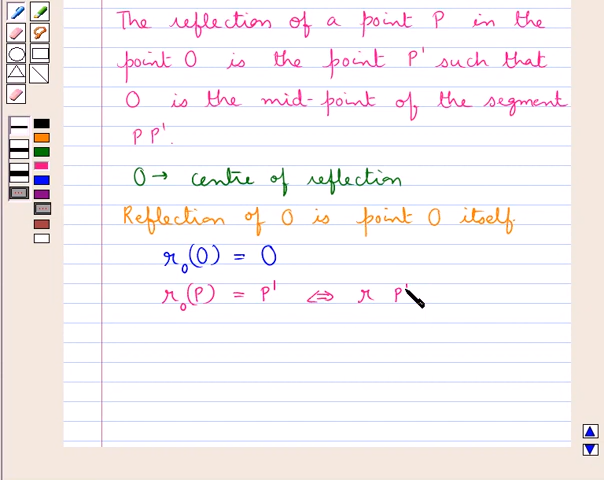 The reflection of a point P in the
point O is the point P' such that
O is the mid-point of the segment
PP'.
O → centre of reflection
Reflection of O is point O itself.
r₀(O) = O
r₀(P) = P' ⇔ r P'